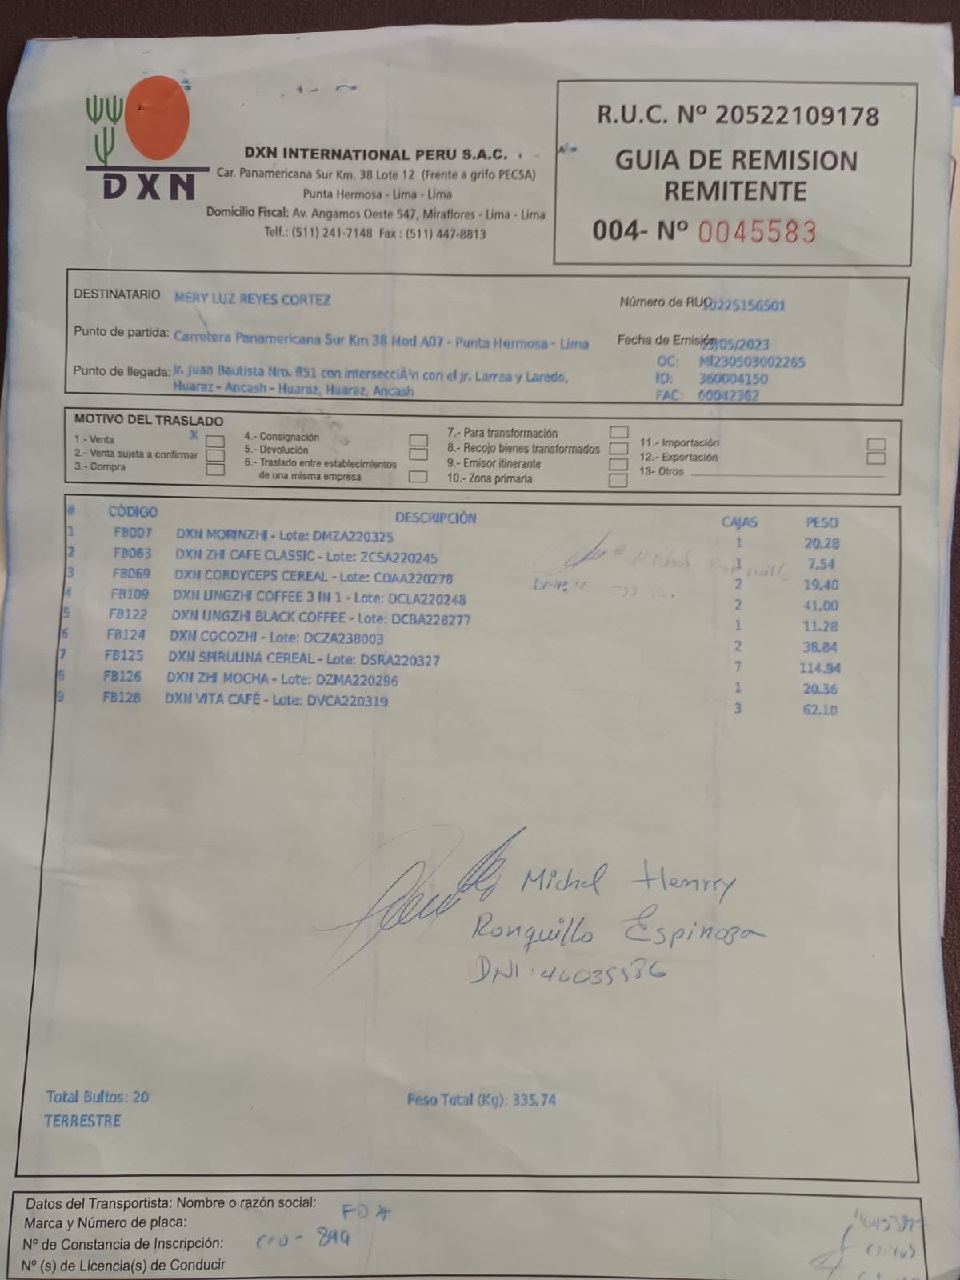 DXN
DXN INTERNATIONAL PERU S.A.C.
Car. Panamericana Sur Km. 38 Lote 12 (Frente a grifo PECSA)
Punta Hermosa - Lima - Lima
Domicilio Fiscal: Av. Angamos Oeste 547, Miraflores - Lima - Lima
Telf.: (511) 241-7148 Fax : (511) 447-8813
R.U.C. Nº 20522109178
GUIA DE REMISION
REMITENTE
004- Nº 0045583
DESTINATARIO MERY LUZ REYES CORTEZ
Número de RUC 0225156501
Punto de partida: Carretera Panamericana Sur Km 38 Mod A07 - Punta Hermosa - Lima
Fecha de Emisión /05/2023
Punto de llegada: Jr. Juan Bautista Nro. 851 con intersecciÃ³n con el jr. Larrea y Laredo,
Huaraz - Ancash - Huaraz, Huaraz, Ancash
OC: MI230503002265
ID: 360004150
FAC: 60042362
MOTIVO DEL TRASLADO
1.- Venta X
2.- Venta sujeta a confirmar
3.- Compra
4.- Consignación
5.- Devolución
6.- Traslado entre establecimientos
de una misma empresa
7.- Para transformación
8.- Recojo bienes transformados
9.- Emisor itinerante
10.- Zona primaria
11.- Importación
12.- Exportación
13- Otros
# CÓDIGO DESCRIPCIÓN CAJAS PESO
1 FB007 DXN MORINZHI - Lote: DMZA220325 1 20.28
2 FB063 DXN ZHI CAFE CLASSIC - Lote: ZCSA220245 1 7.54
3 FB069 DXN CORDYCEPS CEREAL - Lote: CDAA220278 2 19.40
4 FB109 DXN LINGZHI COFFEE 3 IN 1 - Lote: DCLA220248 2 41.00
5 FB122 DXN LINGZHI BLACK COFFEE - Lote: DCBA228277 1 11.28
6 FB124 DXN COCOZHI - Lote: DCZA238003 2 38.84
7 FB125 DXN SPIRULINA CEREAL - Lote: DSRA220327 7 114.94
8 FB126 DXN ZHI MOCHA - Lote: DZMA220296 1 20.36
9 FB128 DXN VITA CAFÉ - Lote: DVCA220319 3 62.10
Michel Henrry
Ronquillo Espinoza
DNI: 46035536
Total Bultos: 20
Peso Total (Kg): 335.74
TERRESTRE
Datos del Transportista: Nombre o razón social:
Marca y Número de placa:
Nº de Constancia de Inscripción:
Nº (s) de Licencia(s) de Conducir